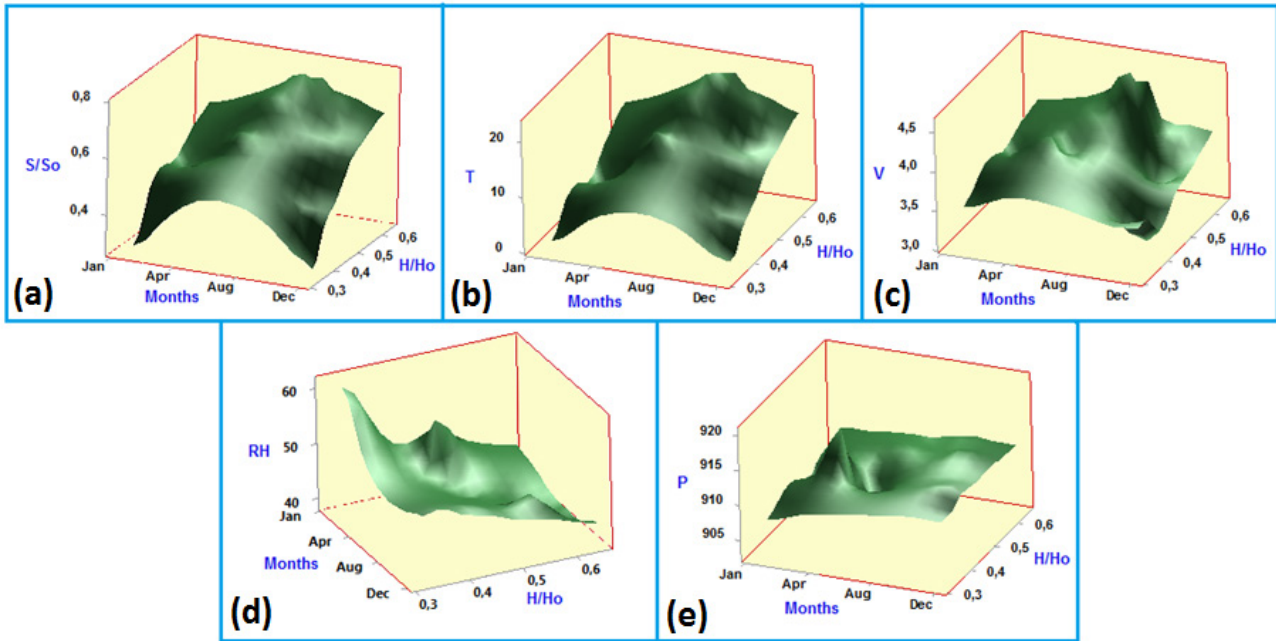 0,8
S/So
0,6
0,4
Jan
Apr
Aug
Dec
Months
0,3
0,4
0,5
0,6
H/Ho
(a)
20
T
10
0
Jan
Apr
Aug
Dec
Months
0,3
0,4
0,5
0,6
H/Ho
(b)
4,5
V
4,0
3,5
3,0
Jan
Apr
Aug
Dec
Months
0,3
0,4
0,5
0,6
H/Ho
(c)
60
RH
50
40
Jan
Apr
Aug
Dec
Months
0,3
0,4
0,5
0,6
H/Ho
(d)
920
915
P
910
905
Jan
Apr
Aug
Dec
Months
0,3
0,4
0,5
0,6
H/Ho
(e)